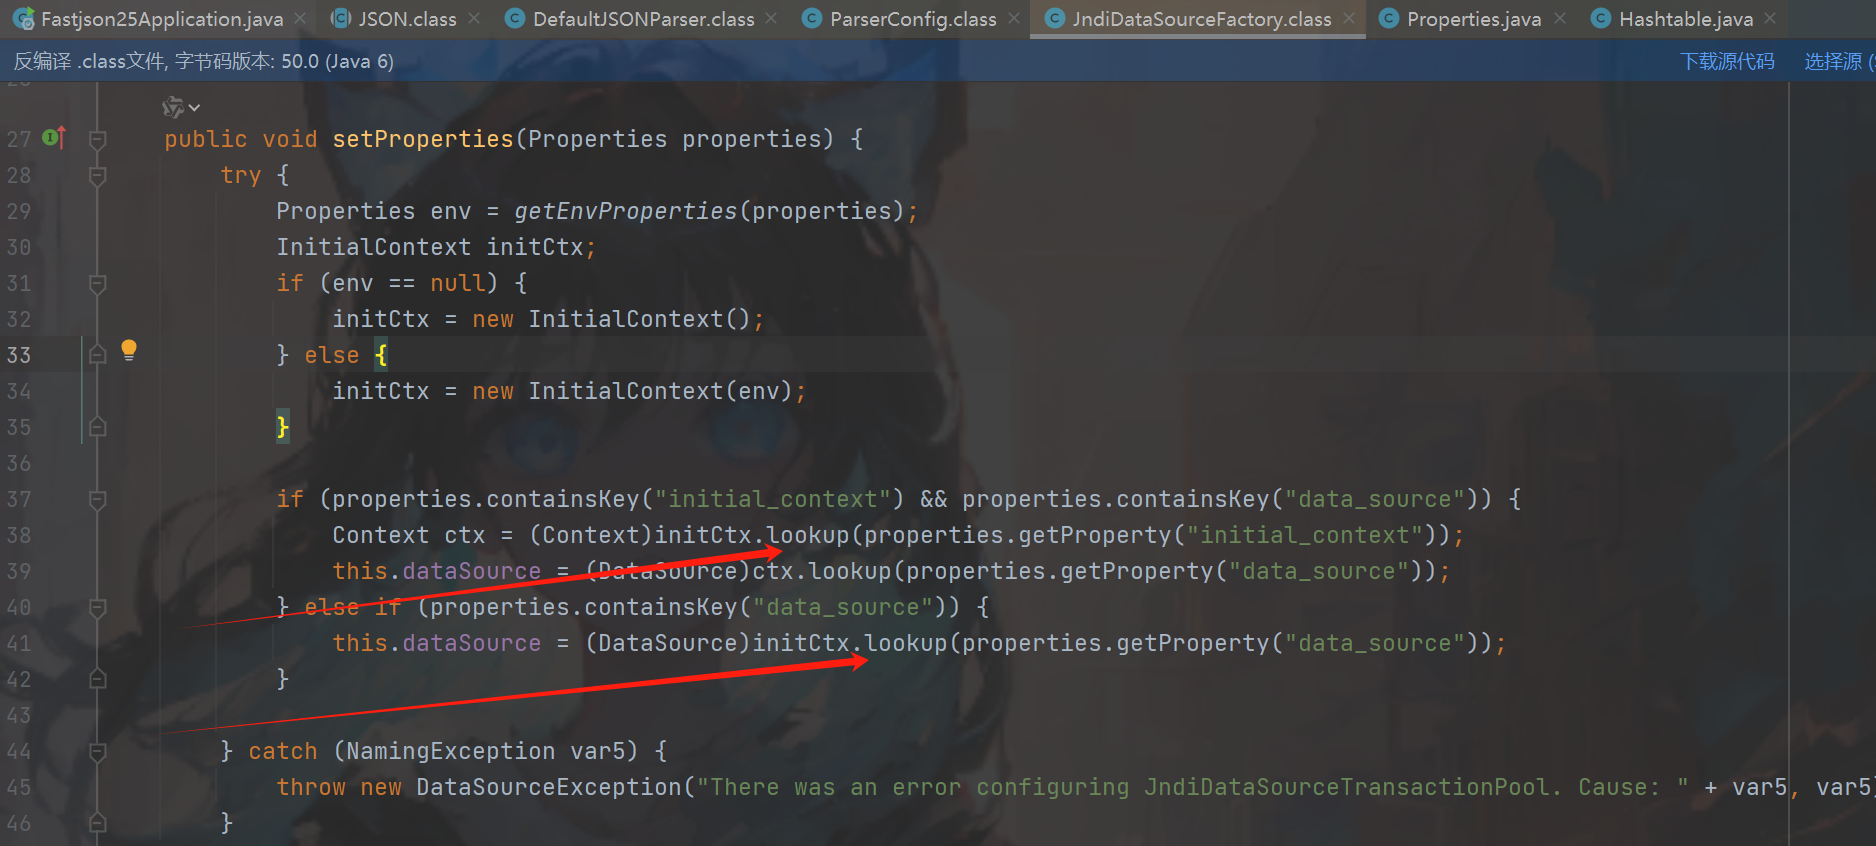 Fastjson25Application.java JSON.class DefaultJSONParser.class ParserConfig.class JndiDataSourceFactory.class Properties.java Hashtable.java
反编译 .class文件, 字节码版本: 50.0 (Java 6) 下载源代码 选择源 (
27 public void setProperties(Properties properties) {
28 try {
29 Properties env = getEnvProperties(properties);
30 InitialContext initCtx;
31 if (env == null) {
32 initCtx = new InitialContext();
33 } else {
34 initCtx = new InitialContext(env);
35 }
36
37 if (properties.containsKey("initial_context") && properties.containsKey("data_source")) {
38 Context ctx = (Context)initCtx.lookup(properties.getProperty("initial_context"));
39 this.dataSource = (DataSource)ctx.lookup(properties.getProperty("data_source"));
40 } else if (properties.containsKey("data_source")) {
41 this.dataSource = (DataSource)initCtx.lookup(properties.getProperty("data_source"));
42 }
43
44 } catch (NamingException var5) {
45 throw new DataSourceException("There was an error configuring JndiDataSourceTransactionPool. Cause: " + var5, var5)
46 }